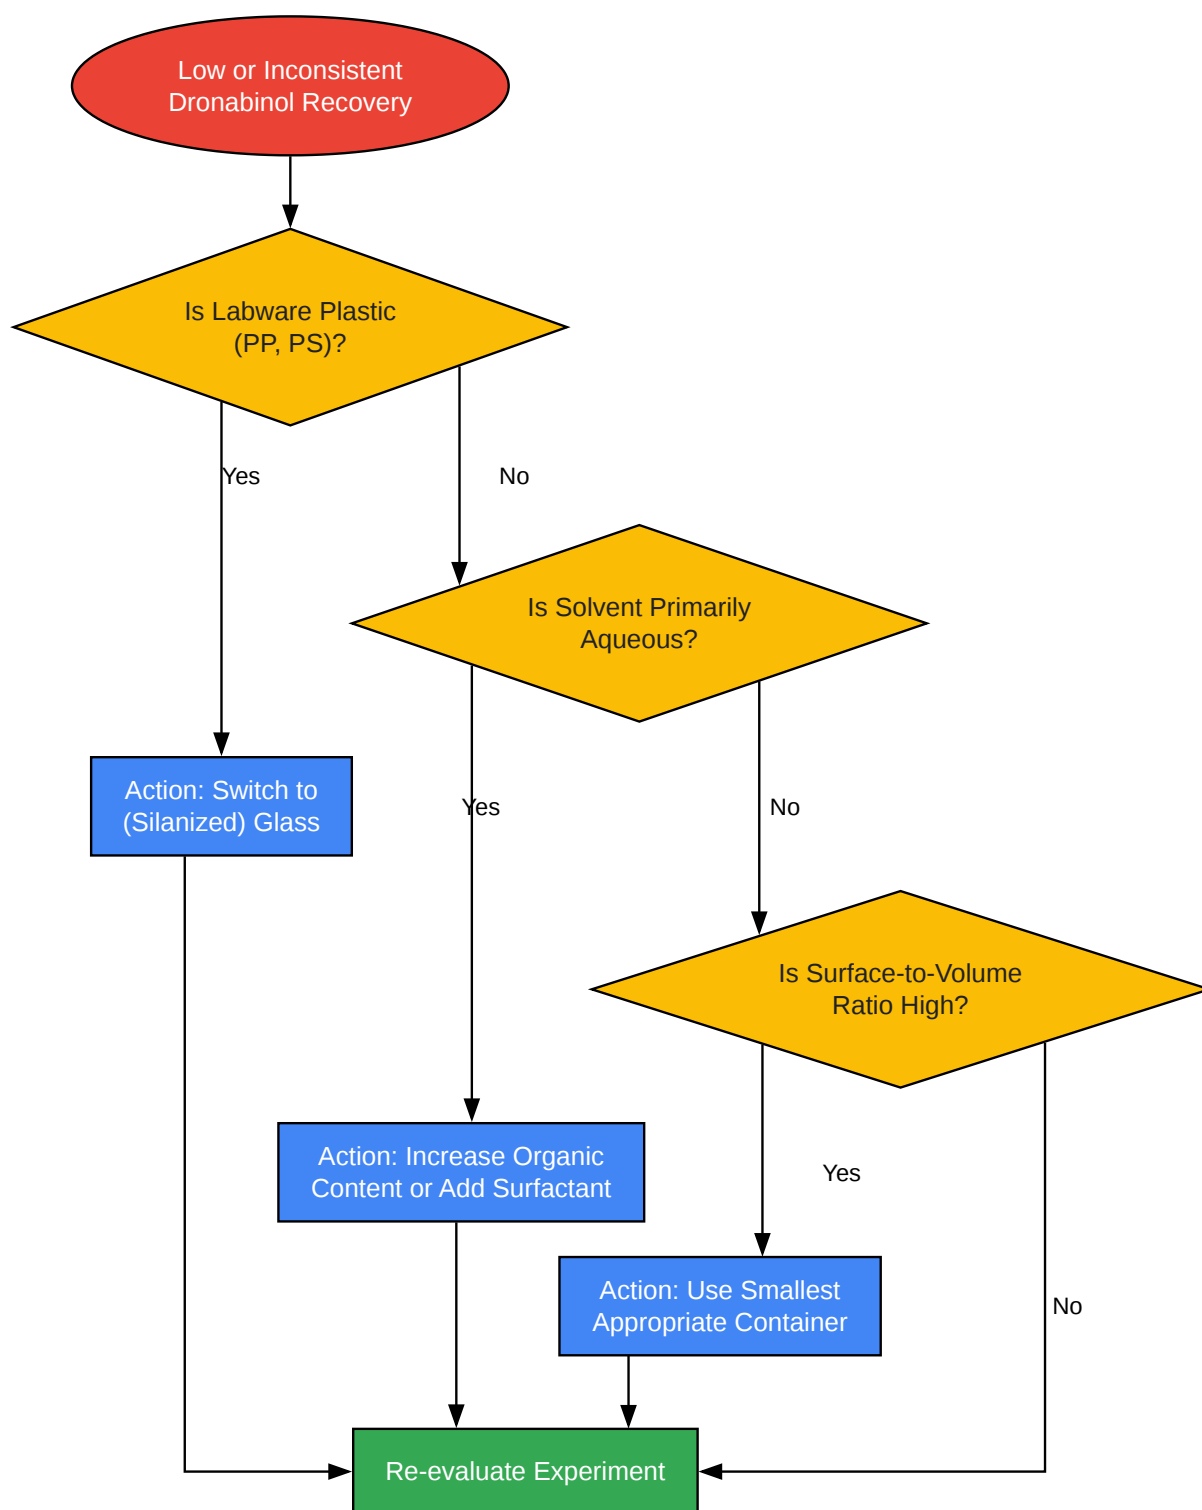 Low or Inconsistent
Dronabinol Recovery
Is Labware Plastic
(PP, PS)?
Yes
No
Is Solvent Primarily
Aqueous?
Action: Switch to
(Silanized) Glass
Yes
No
Is Surface-to-Volume
Ratio High?
Action: Increase Organic
Content or Add Surfactant
Yes
Action: Use Smallest
Appropriate Container
No
Re-evaluate Experiment